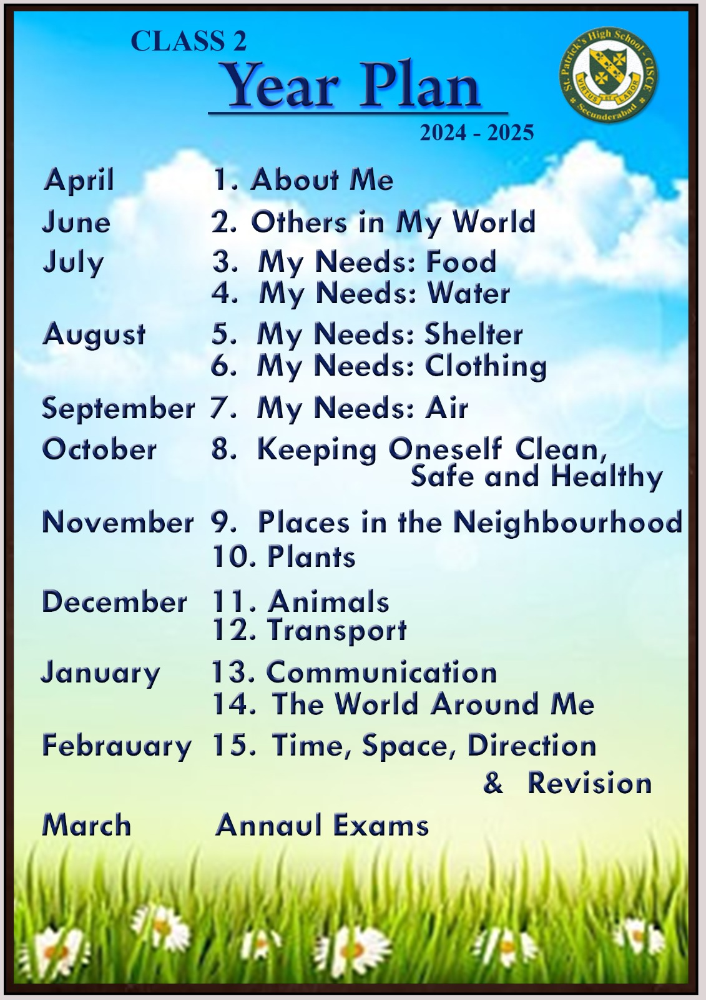 CLASS 2
Year Plan
2024 - 2025
St. Patrick's High School - CISCE
VIRTUS ET LABOR
Secunderabad
April 1. About Me
June 2. Others in My World
July 3. My Needs: Food
4. My Needs: Water
August 5. My Needs: Shelter
6. My Needs: Clothing
September 7. My Needs: Air
October 8. Keeping Oneself Clean,
Safe and Healthy
November 9. Places in the Neighbourhood
10. Plants
December 11. Animals
12. Transport
January 13. Communication
14. The World Around Me
Febrauary 15. Time, Space, Direction
& Revision
March Annaul Exams